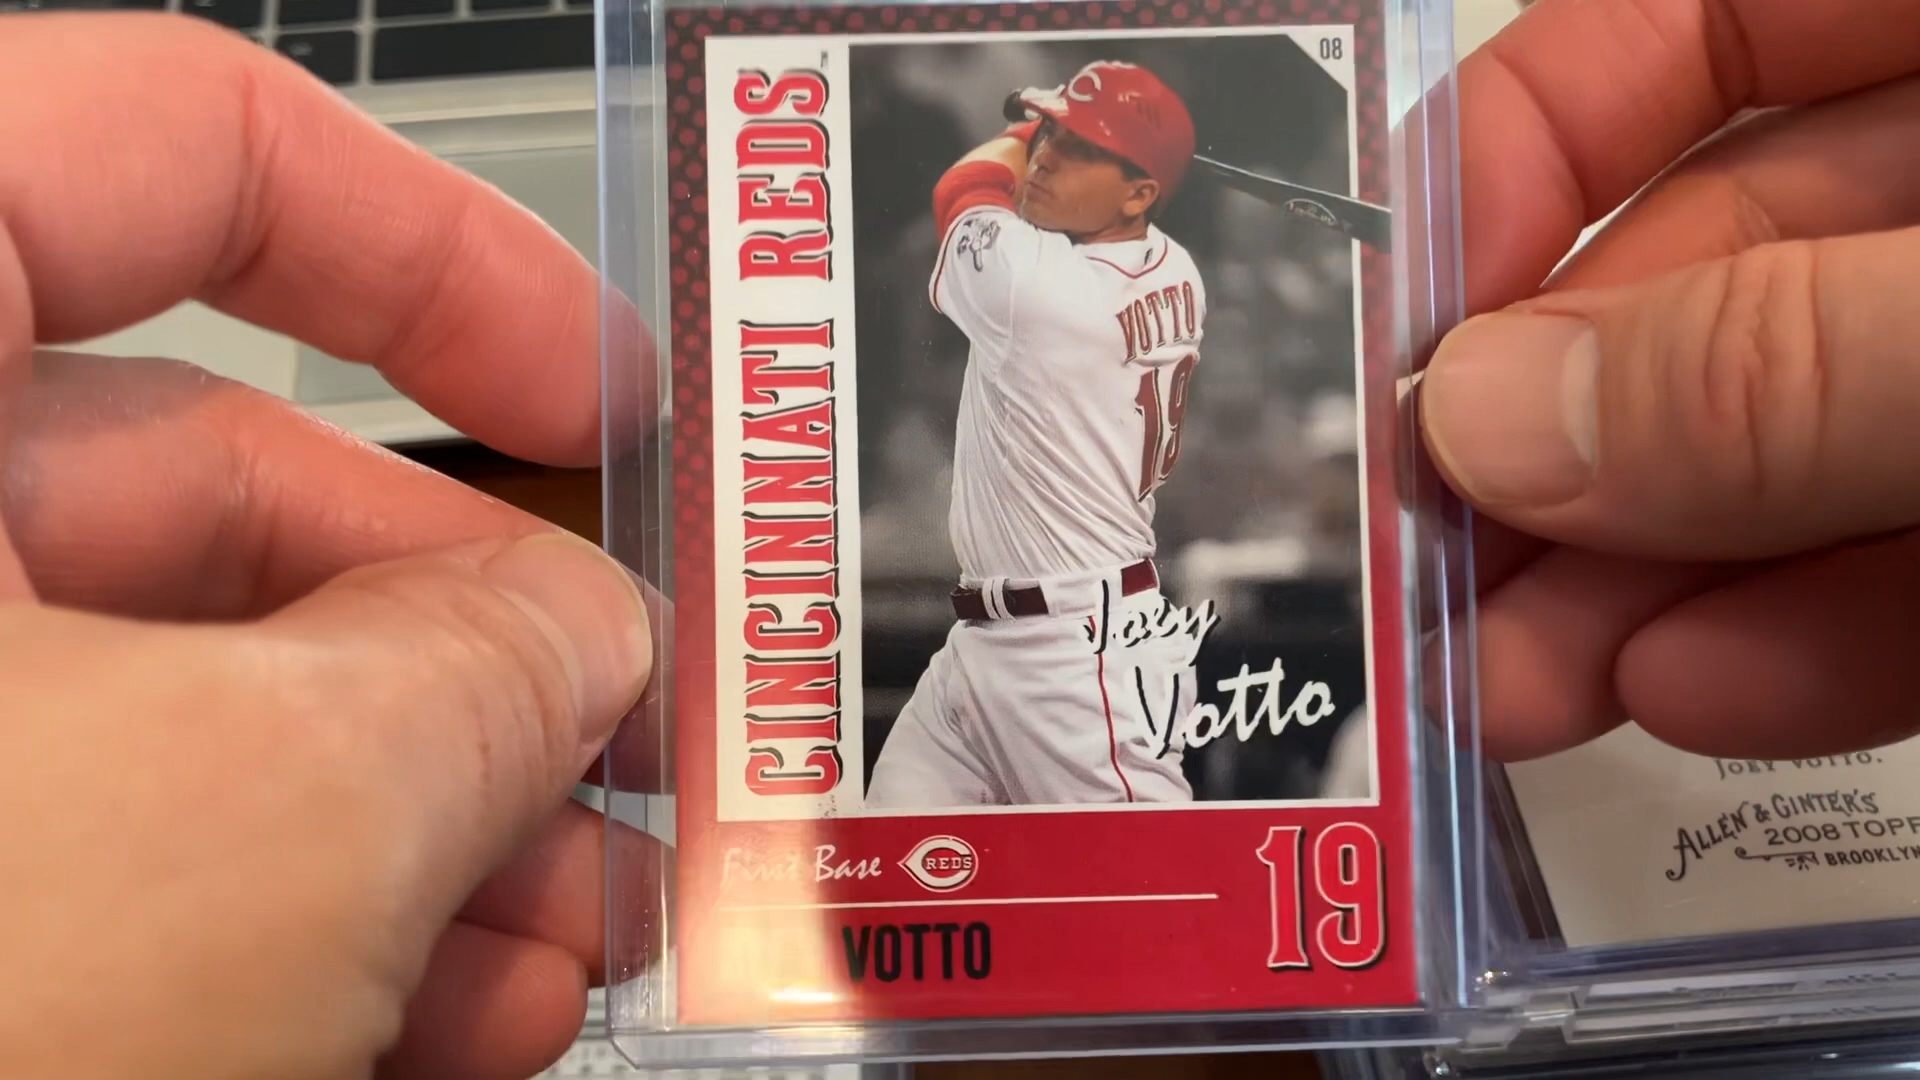 08
CINCINNATI REDS
VOTTO
19
Joey
Votto
First Base
REDS
VOTTO
19
JOEY VOTTO.
ALLEN & GINTER'S
2008 TOPP
BROOKLYN